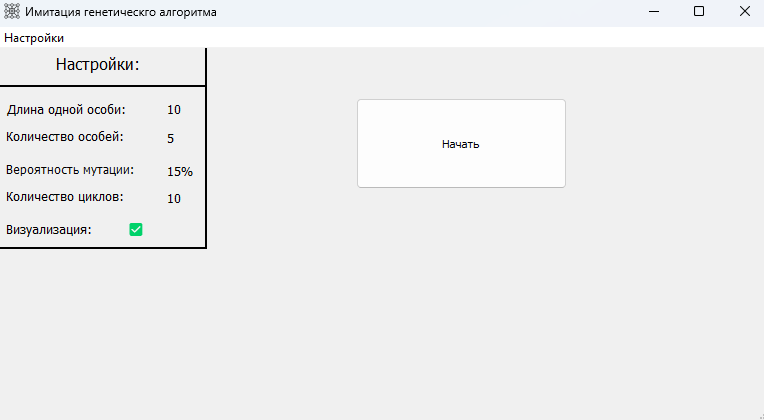 Имитация генетическго алгоритма
Настройки
Настройки:
Длина одной особи: 10
Количество особей: 5
Вероятность мутации: 15%
Количество циклов: 10
Визуализация:
Начать